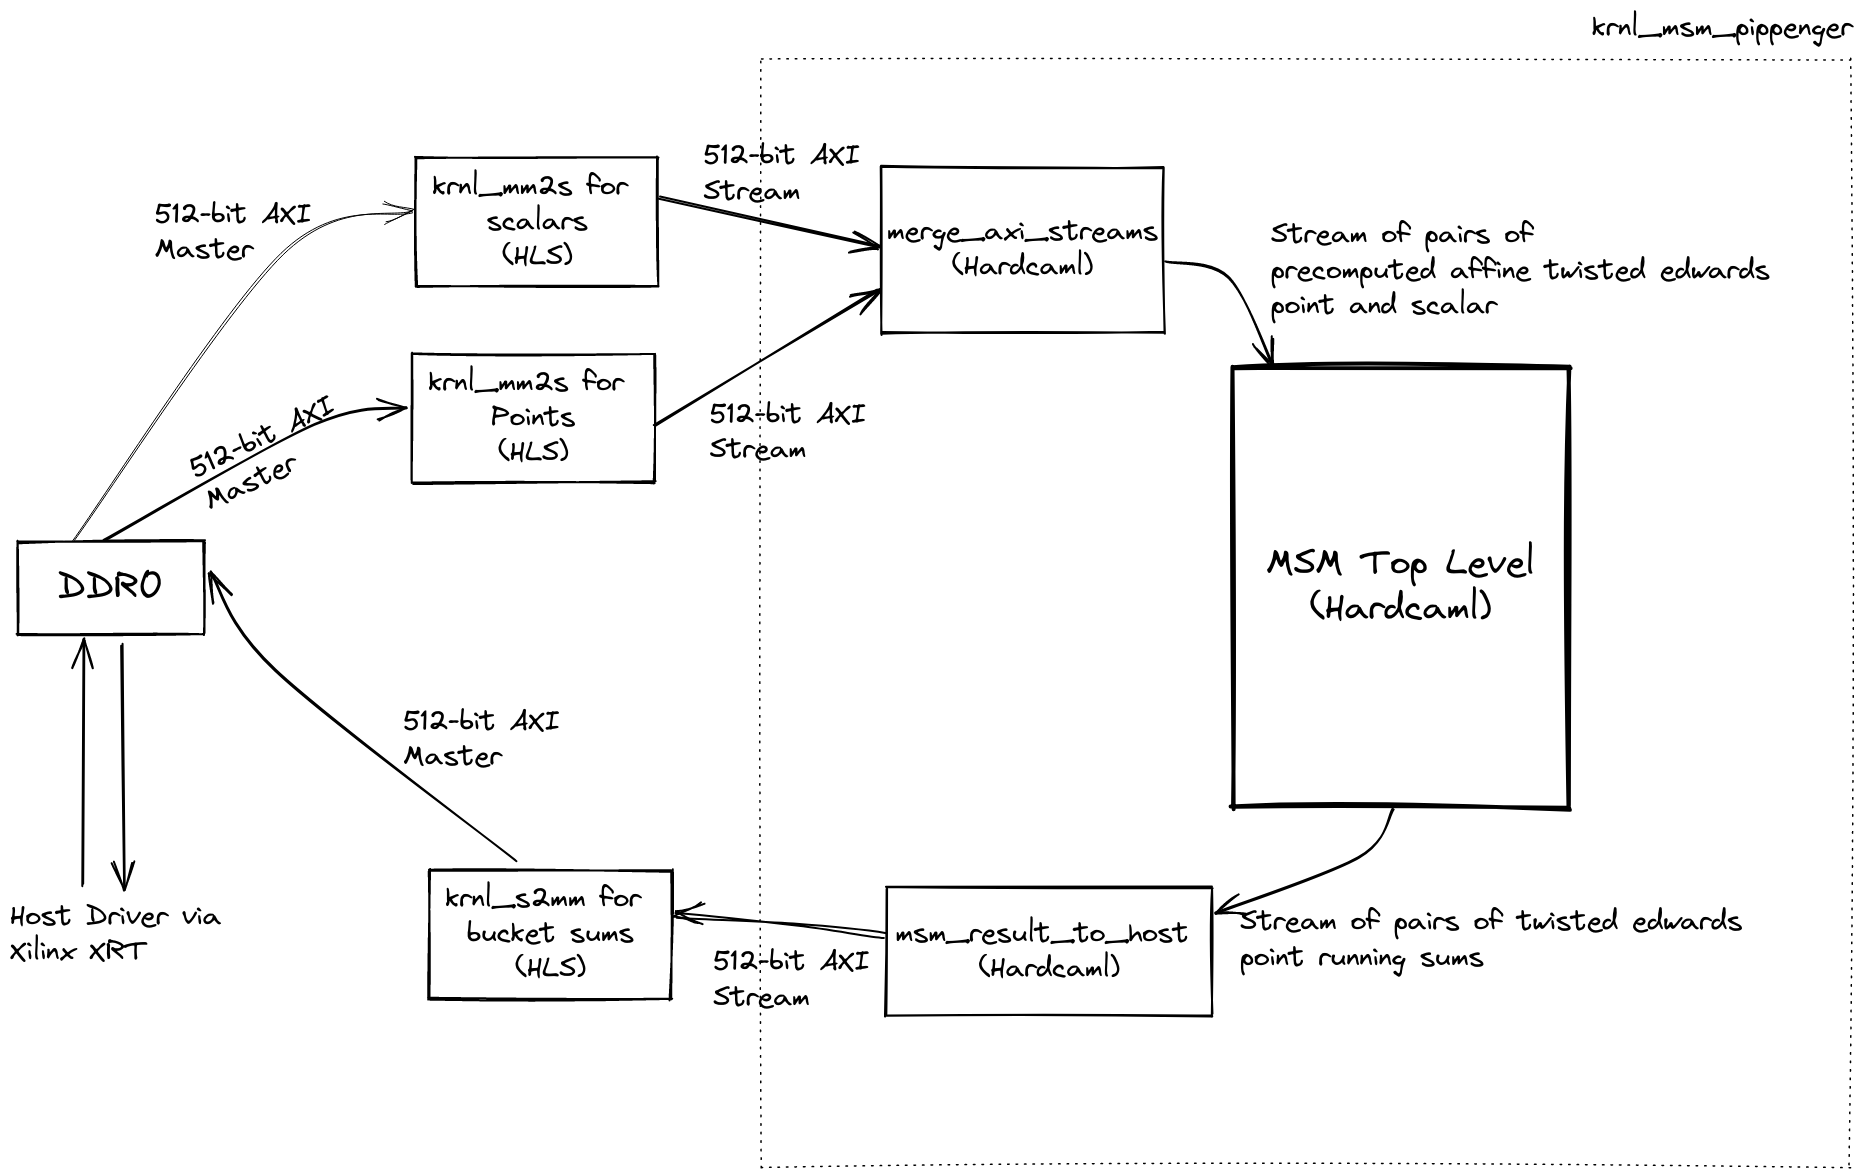 krnl_msm_pippenger
512-bit AXI
Master
krnl_mm2s for
scalars
(HLS)
512-bit AXI
Stream
merge_axi_streams
(Hardcaml)
Stream of pairs of
precomputed affine twisted edwards
point and scalar
512-bit AXI
Master
krnl_mm2s for
Points
(HLS)
512-bit AXI
Stream
DDR0
MSM Top Level
(Hardcaml)
512-bit AXI
Master
Host Driver via
Xilinx XRT
krnl_s2mm for
bucket sums
(HLS)
512-bit AXI
Stream
msm_result_to_host
(Hardcaml)
Stream of pairs of twisted edwards
point running sums